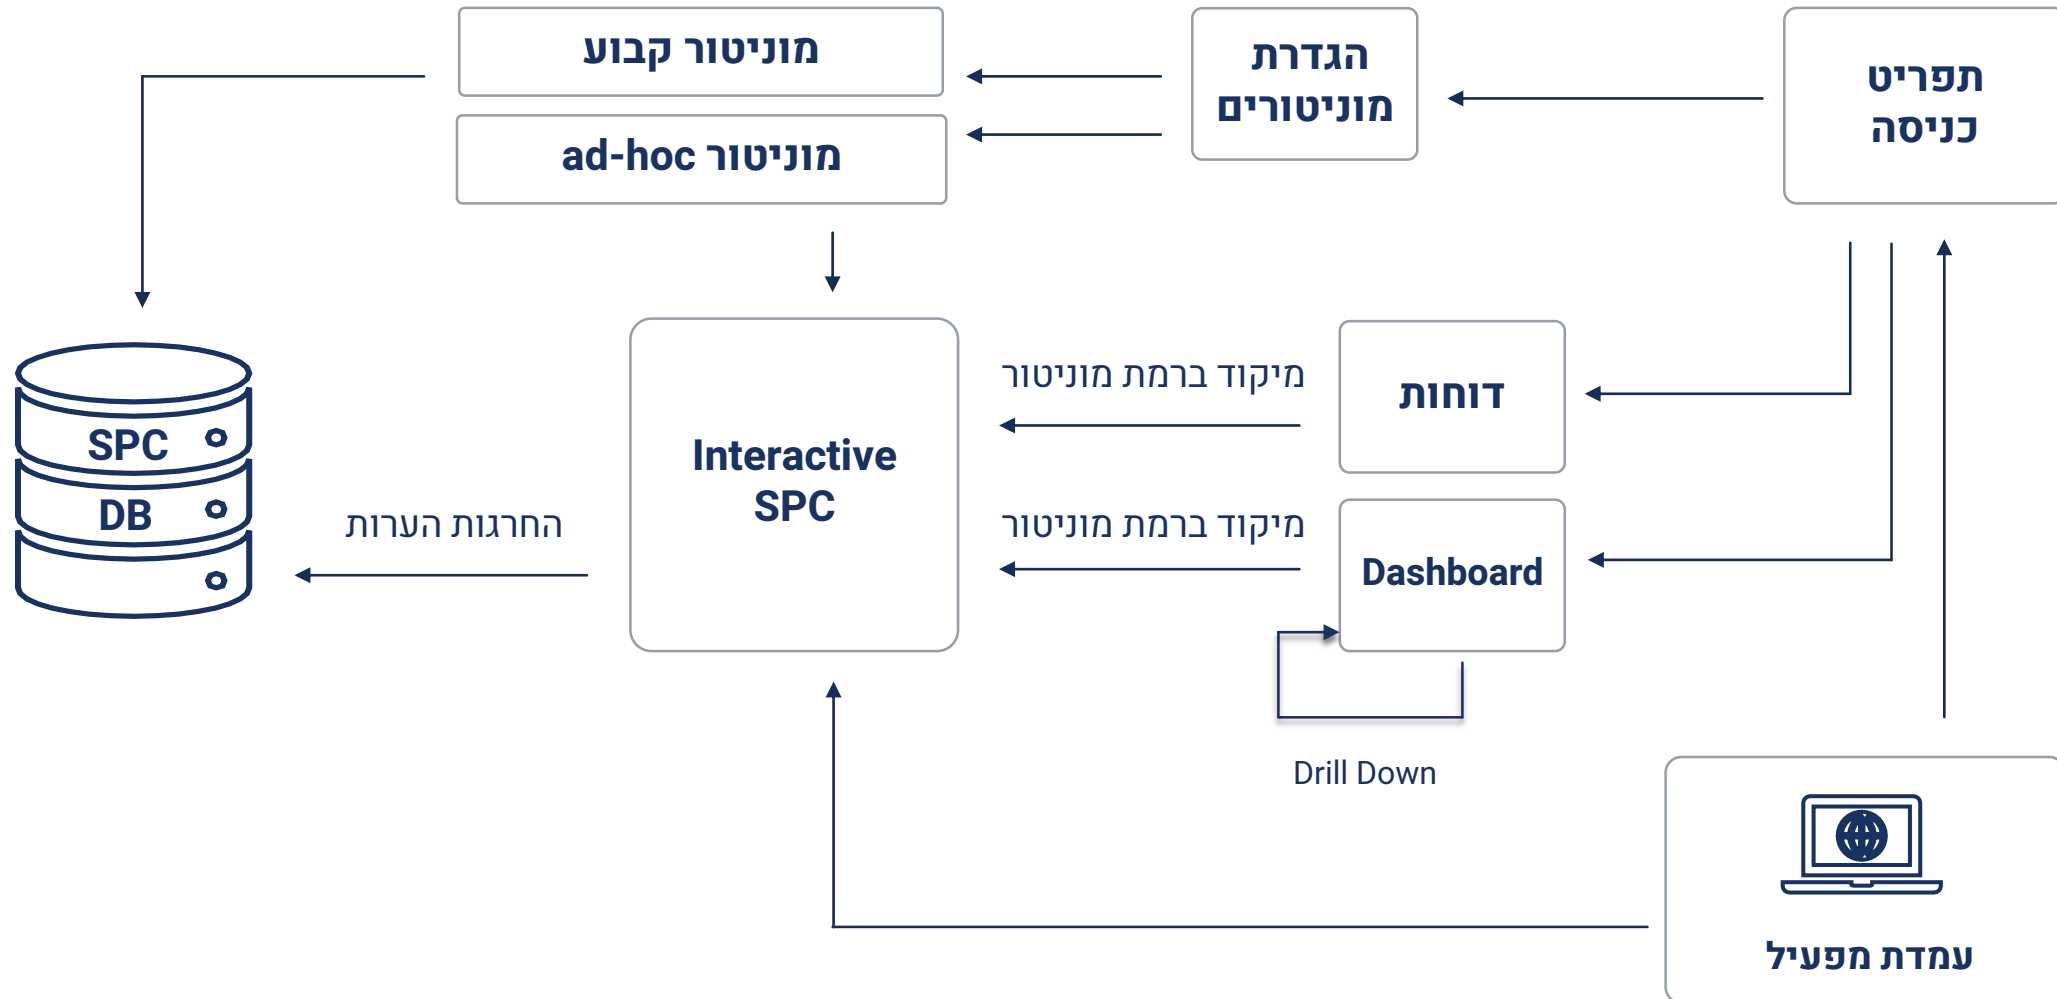 תפריט
כניסה
הגדרת
מוניטורים
מוניטור קבוע
מוניטור ad-hoc
דוחות
מיקוד ברמת מוניטור
Interactive
SPC
מיקוד ברמת מוניטור
Dashboard
Drill Down
החרגות הערות
SPC
DB
עמדת מפעיל